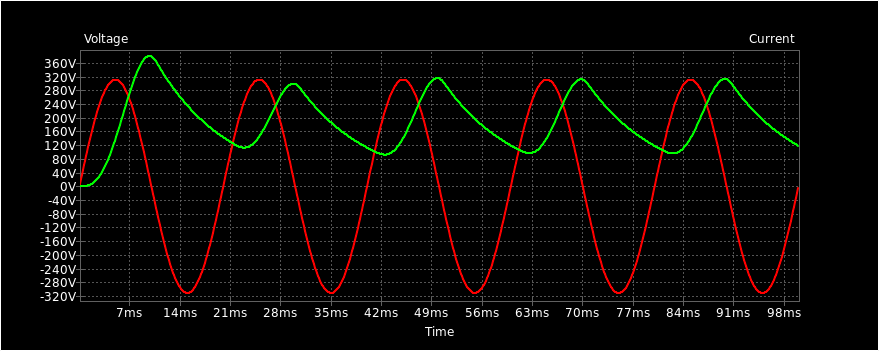 Voltage Current
360V
320V
280V
240V
200V
160V
120V
80V
40V
0V
-40V
-80V
-120V
-160V
-200V
-240V
-280V
-320V
7ms 14ms 21ms 28ms 35ms 42ms 49ms 56ms 63ms 70ms 77ms 84ms 91ms 98ms
Time